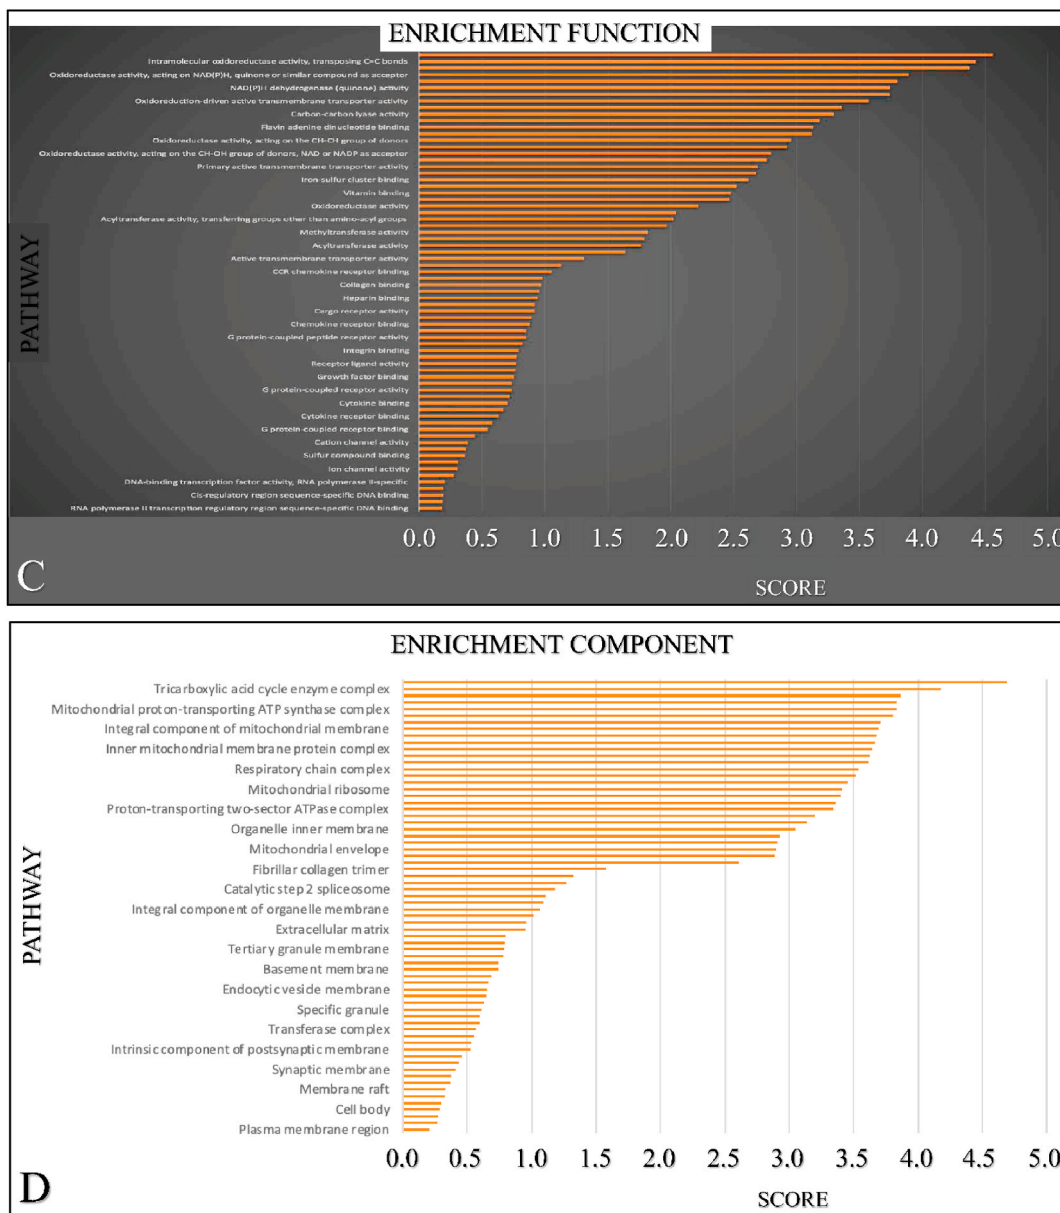 ENRICHMENT FUNCTION
Intramolecular oxidoreductase activity, transposing C=C bonds
Oxidoreductase activity, acting on NAD(P)H, quinone or similar compound as acceptor
NAD(P)H dehydrogenase (quinone) activity
Oxidoreduction-driven active transmembrane transporter activity
Carbon-carbon lyase activity
Flavin adenine dinucleotide binding
Oxidoreductase activity, acting on the CH-CH group of donors
Oxidoreductase activity, acting on the CH-OH group of donors, NAD or NADP as acceptor
Primary active transmembrane transporter activity
Iron-sulfur cluster binding
Vitamin binding
Oxidoreductase activity
Acyltransferase activity, transferring groups other than amino-acyl groups
Methyltransferase activity
Acyltransferase activity
Active transmembrane transporter activity
CCR chemokine receptor binding
Collagen binding
Heparin binding
Cargo receptor activity
Chemokine receptor binding
G protein-coupled peptide receptor activity
Integrin binding
Receptor ligand activity
Growth factor binding
G protein-coupled receptor activity
Cytokine binding
Cytokine receptor binding
G protein-coupled receptor binding
Cation channel activity
Sulfur compound binding
Ion channel activity
DNA-binding transcription factor activity, RNA polymerase II-specific
Cis-regulatory region sequence-specific DNA binding
RNA polymerase II transcription regulatory region sequence-specific DNA binding
PATHWAY
0.0 0.5 1.0 1.5 2.0 2.5 3.0 3.5 4.0 4.5 5.0
SCORE
C
ENRICHMENT COMPONENT
Tricarboxylic acid cycle enzyme complex
Mitochondrial proton-transporting ATP synthase complex
Integral component of mitochondrial membrane
Inner mitochondrial membrane protein complex
Respiratory chain complex
Mitochondrial ribosome
Proton-transporting two-sector ATPase complex
Organelle inner membrane
Mitochondrial envelope
Fibrillar collagen trimer
Catalytic step 2 spliceosome
Integral component of organelle membrane
Extracellular matrix
Tertiary granule membrane
Basement membrane
Endocytic vesicle membrane
Specific granule
Transferase complex
Intrinsic component of postsynaptic membrane
Synaptic membrane
Membrane raft
Cell body
Plasma membrane region
PATHWAY
0.0 0.5 1.0 1.5 2.0 2.5 3.0 3.5 4.0 4.5 5.0
SCORE
D